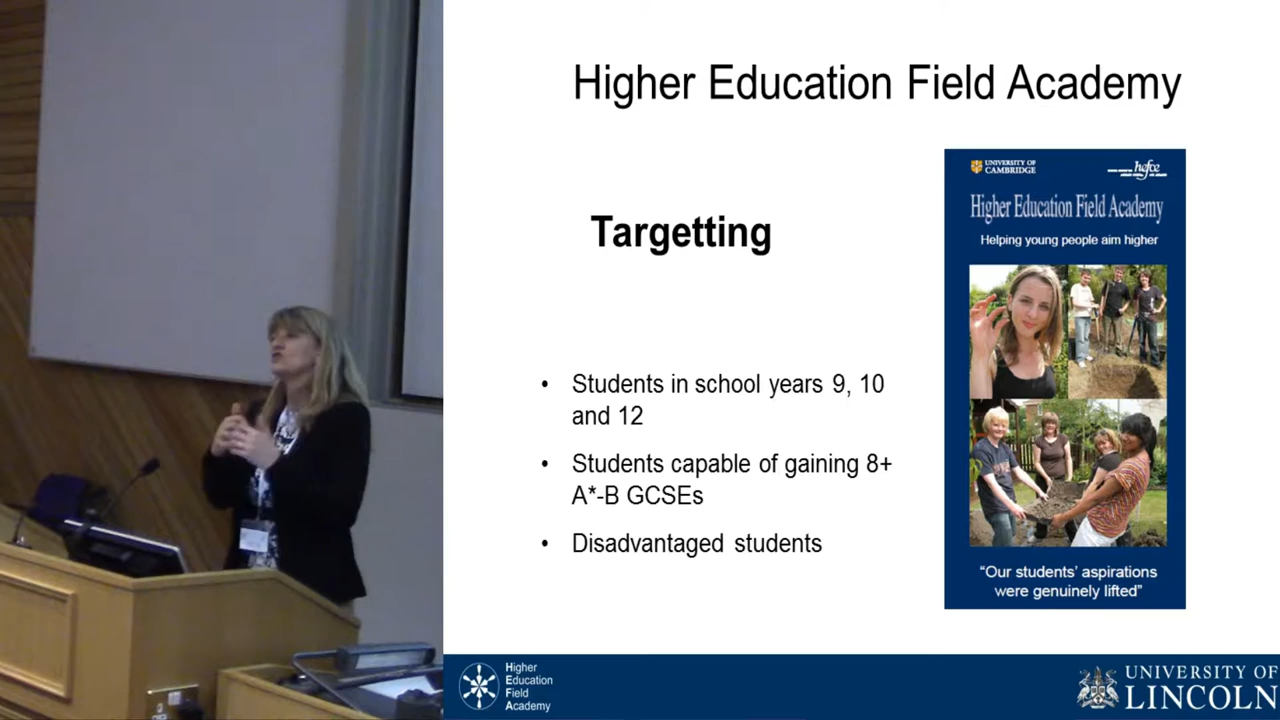 Higher Education Field Academy
Targetting
• Students in school years 9, 10
and 12
• Students capable of gaining 8+
A*-B GCSEs
• Disadvantaged students
UNIVERSITY OF
CAMBRIDGE
hefce
Higher Education Field Academy
Helping young people aim higher
“Our students’ aspirations
were genuinely lifted”
Higher
Education
Field
Academy
UNIVERSITY OF
LINCOLN